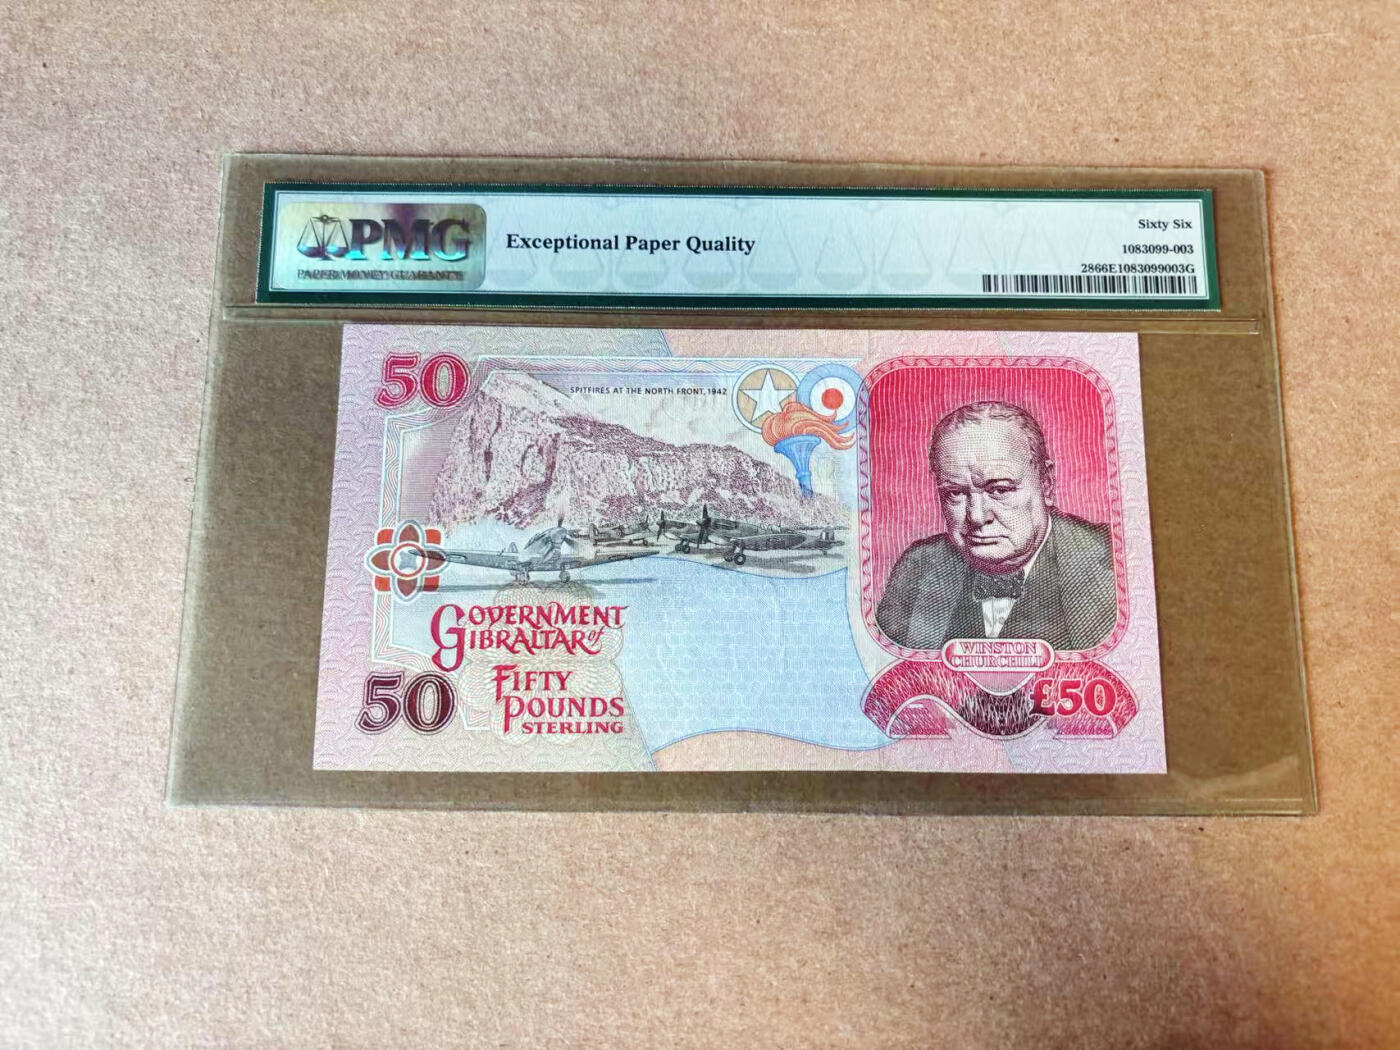 PMG
PAPER MONEY GUARANTY
Exceptional Paper Quality
Sixty Six
1083099-003
2866E1083099003G
50
SPITFIRES AT THE NORTH FRONT, 1942
GOVERNMENT
of GIBRALTAR
50
FIFTY
POUNDS
STERLING
WINSTON
CHURCHILL
£50